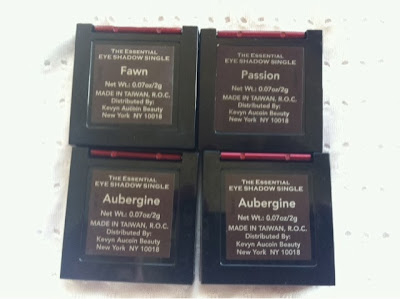 THE ESSENTIAL
EYE SHADOW SINGLE
Fawn
Net Wt.: 0.07oz/2g
MADE IN TAIWAN, R.O.C.
Distributed By:
Kevyn Aucoin Beauty
New York NY 10018
THE ESSENTIAL
EYE SHADOW SINGLE
Passion
Net Wt.: 0.07oz/2g
MADE IN TAIWAN, R.O.C.
Distributed By:
Kevyn Aucoin Beauty
New York NY 10018
THE ESSENTIAL
EYE SHADOW SINGLE
Aubergine
Net Wt.: 0.07oz/2g
MADE IN TAIWAN, R.O.C.
Distributed By:
Kevyn Aucoin Beauty
New York NY 10018
THE ESSENTIAL
EYE SHADOW SINGLE
Aubergine
Net Wt.: 0.07oz/2g
MADE IN TAIWAN, R.O.C.
Distributed By:
Kevyn Aucoin Beauty
New York NY 10018